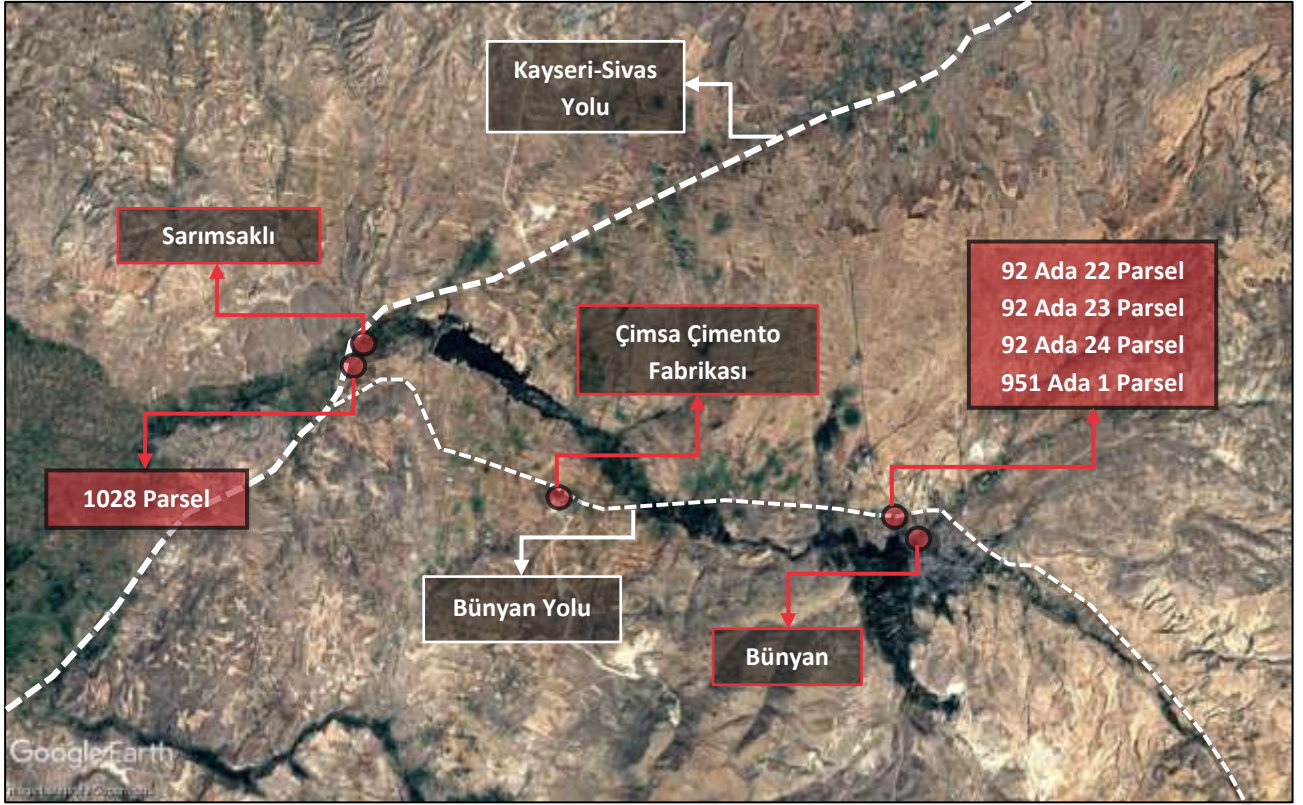 Kayseri-Sivas
Yolu
Sarımsaklı
92 Ada 22 Parsel
92 Ada 23 Parsel
92 Ada 24 Parsel
951 Ada 1 Parsel
Çimsa Çimento
Fabrikası
1028 Parsel
Bünyan Yolu
Bünyan
Google Earth